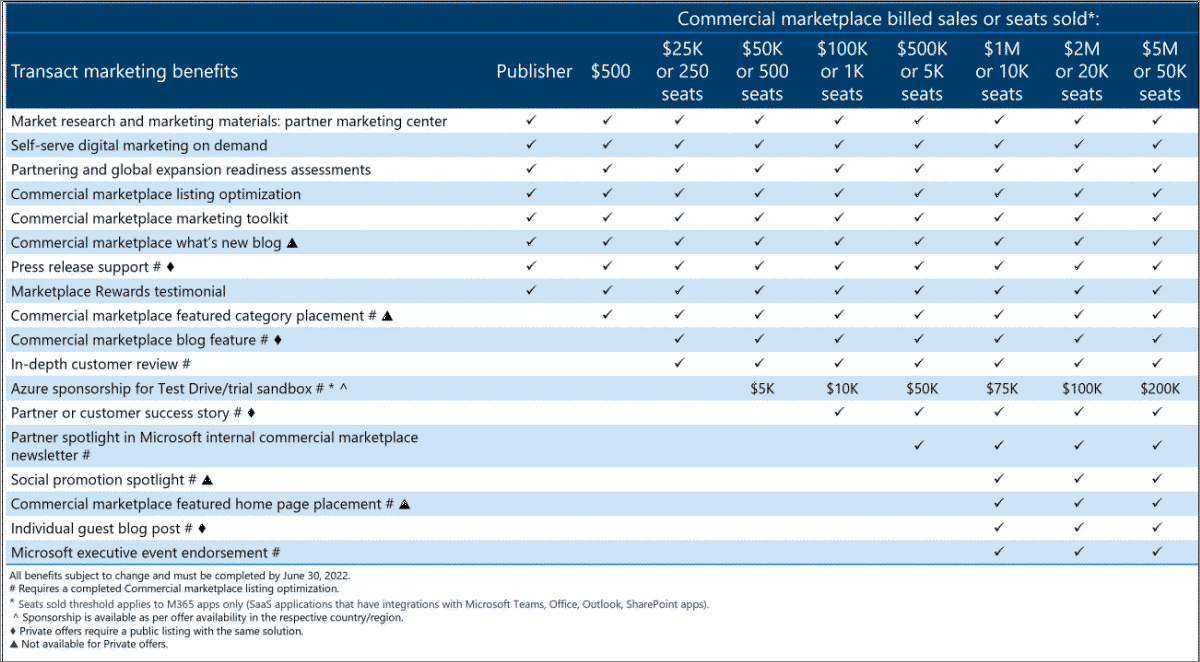 Commercial marketplace billed sales or seats sold*:
Transact marketing benefits Publisher $500 $25K or 250 seats $50K or 500 seats $100K or 1K seats $500K or 5K seats $1M or 10K seats $2M or 20K seats $5M or 50K seats
Market research and marketing materials: partner marketing center ✓ ✓ ✓ ✓ ✓ ✓ ✓ ✓ ✓
Self-serve digital marketing on demand ✓ ✓ ✓ ✓ ✓ ✓ ✓ ✓ ✓
Partnering and global expansion readiness assessments ✓ ✓ ✓ ✓ ✓ ✓ ✓ ✓ ✓
Commercial marketplace listing optimization ✓ ✓ ✓ ✓ ✓ ✓ ✓ ✓ ✓
Commercial marketplace marketing toolkit ✓ ✓ ✓ ✓ ✓ ✓ ✓ ✓ ✓
Commercial marketplace what's new blog ▲ ✓ ✓ ✓ ✓ ✓ ✓ ✓ ✓ ✓
Press release support # ♦ ✓ ✓ ✓ ✓ ✓ ✓ ✓ ✓ ✓
Marketplace Rewards testimonial ✓ ✓ ✓ ✓ ✓ ✓ ✓ ✓ ✓
Commercial marketplace featured category placement # ▲ ✓ ✓ ✓ ✓ ✓ ✓ ✓ ✓
Commercial marketplace blog feature # ♦ ✓ ✓ ✓ ✓ ✓ ✓ ✓
In-depth customer review # ✓ ✓ ✓ ✓ ✓ ✓ ✓
Azure sponsorship for Test Drive/trial sandbox # * ^ $5K $10K $50K $75K $100K $200K
Partner or customer success story # ♦ ✓ ✓ ✓ ✓ ✓
Partner spotlight in Microsoft internal commercial marketplace
newsletter # ✓ ✓ ✓ ✓
Social promotion spotlight # ▲ ✓ ✓ ✓
Commercial marketplace featured home page placement # ▲ ✓ ✓ ✓
Individual guest blog post # ♦ ✓ ✓ ✓
Microsoft executive event endorsement # ✓ ✓ ✓
All benefits subject to change and must be completed by June 30, 2022.
# Requires a completed Commercial marketplace listing optimization.
* Seats sold threshold applies to M365 apps only (SaaS applications that have integrations with Microsoft Teams, Office, Outlook, SharePoint apps).
^ Sponsorship is available as per offer availability in the respective country/region.
♦ Private offers require a public listing with the same solution.
▲ Not available for Private offers.